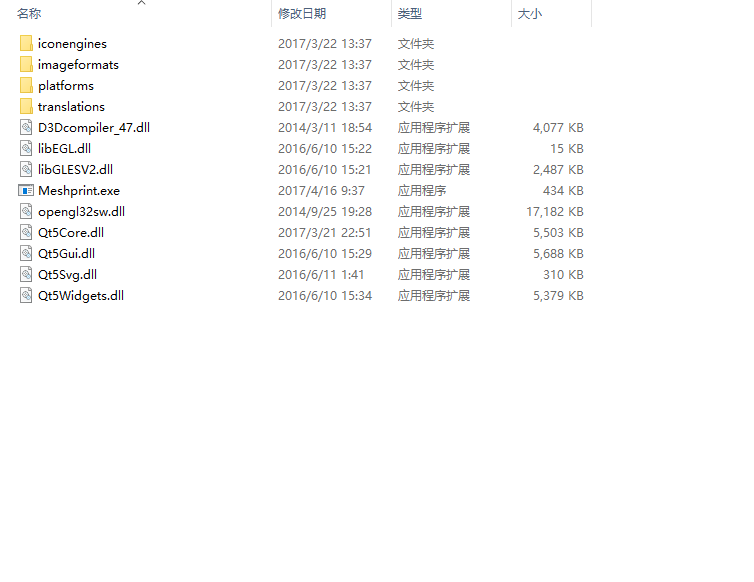 名称 修改日期 类型 大小
iconengines 2017/3/22 13:37 文件夹
imageformats 2017/3/22 13:37 文件夹
platforms 2017/3/22 13:37 文件夹
translations 2017/3/22 13:37 文件夹
D3Dcompiler_47.dll 2014/3/11 18:54 应用程序扩展 4,077 KB
libEGL.dll 2016/6/10 15:22 应用程序扩展 15 KB
libGLESV2.dll 2016/6/10 15:21 应用程序扩展 2,487 KB
Meshprint.exe 2017/4/16 9:37 应用程序 434 KB
opengl32sw.dll 2014/9/25 19:28 应用程序扩展 17,182 KB
Qt5Core.dll 2017/3/21 22:51 应用程序扩展 5,503 KB
Qt5Gui.dll 2016/6/10 15:29 应用程序扩展 5,688 KB
Qt5Svg.dll 2016/6/11 1:41 应用程序扩展 310 KB
Qt5Widgets.dll 2016/6/10 15:34 应用程序扩展 5,379 KB